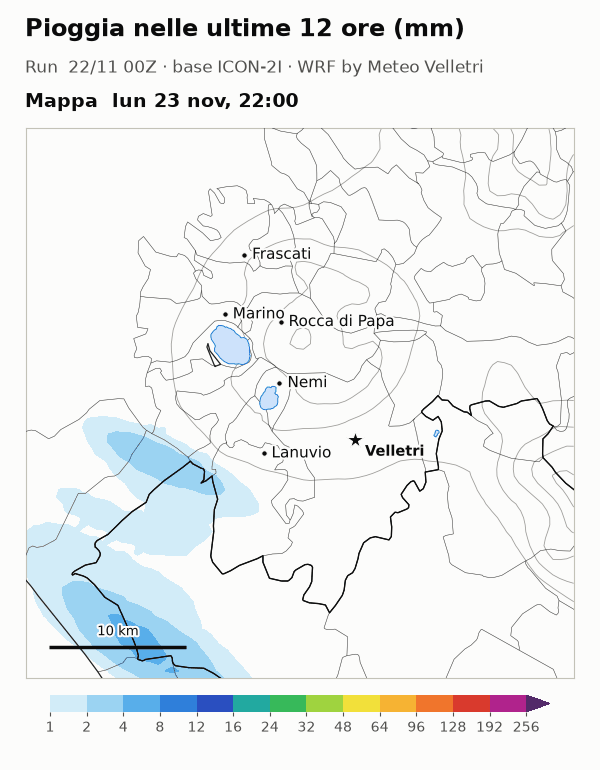 Pioggia nelle ultime 12 ore (mm)
Run 22/11 00Z · base ICON-2I · WRF by Meteo Velletri
Mappa lun 23 nov, 22:00
Frascati
Marino
Rocca di Papa
Nemi
Velletri
Lanuvio
10 km
1 2 4 8 12 16 24 32 48 64 96 128 192 256